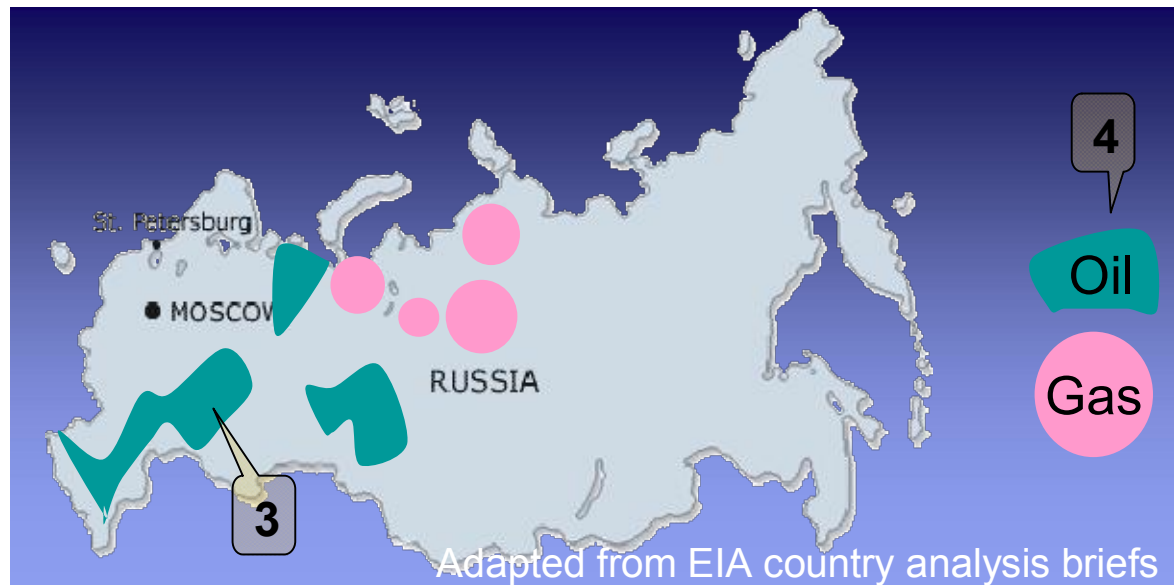 4
St. Petersburg
Oil
MOSCOW
RUSSIA
Gas
3
Adapted from EIA country analysis briefs